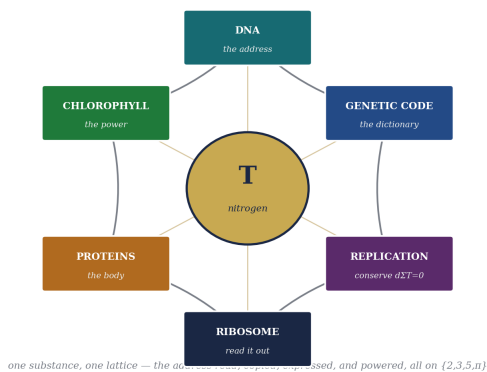 DNA
the address
CHLOROPHYLL
the power
GENETIC CODE
the dictionary
T
nitrogen
PROTEINS
the body
REPLICATION
conserve dΣT=0
RIBOSOME
read it out
one substance, one lattice — the address read, copied, expressed, and powered, all on {2,3,5,π}